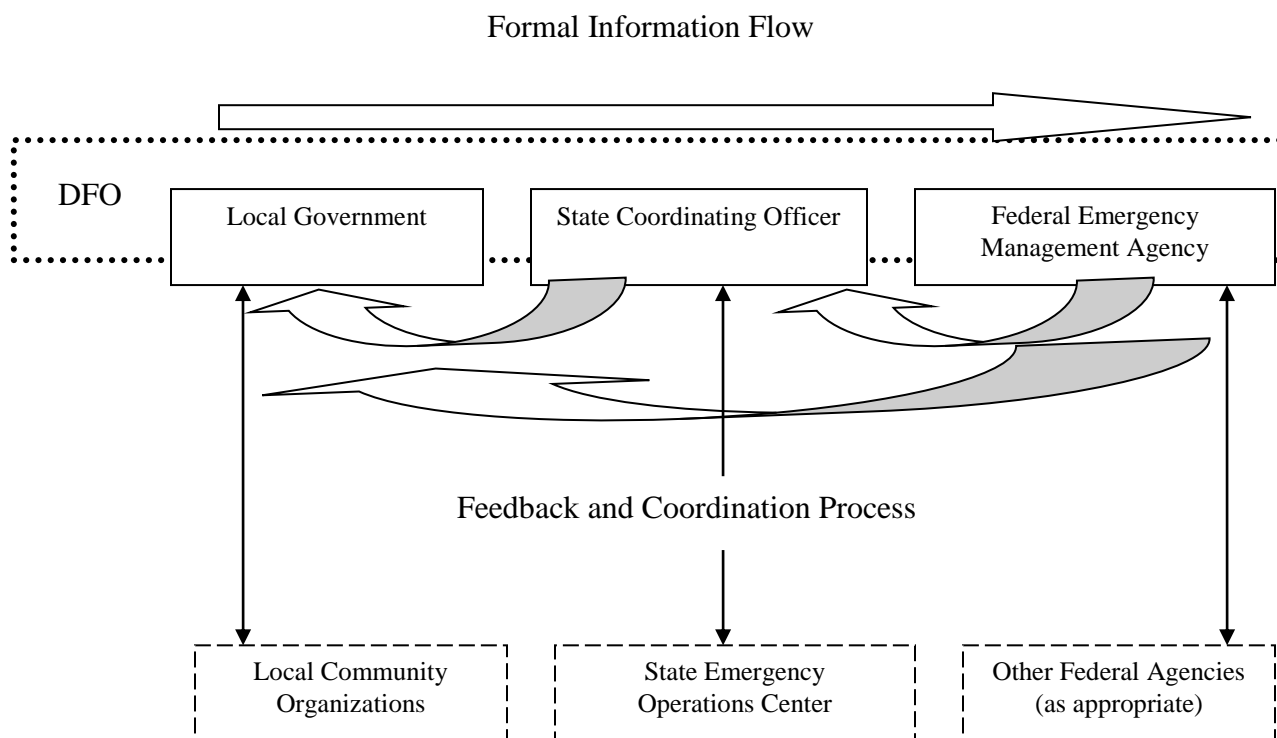 Formal Information Flow
DFO
Local Government
State Coordinating Officer
Federal Emergency
Management Agency
Feedback and Coordination Process
Local Community
Organizations
State Emergency
Operations Center
Other Federal Agencies
(as appropriate)